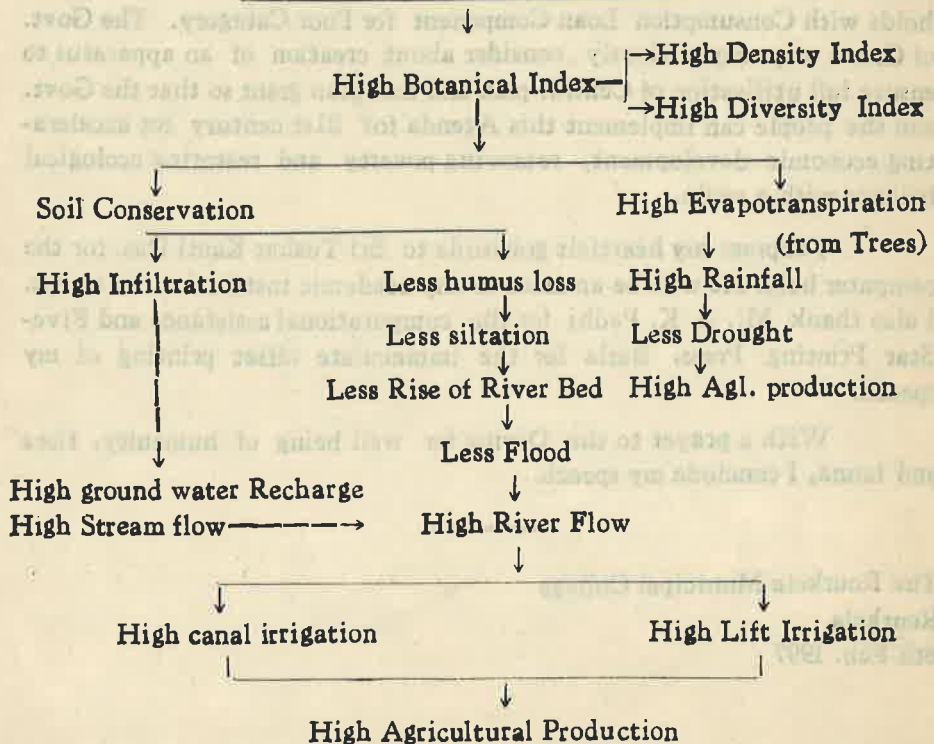 High Density Index
High Botanical Index
High Diversity Index
Soil Conservation
High Evapotranspiration
(from Trees)
High Infiltration
Less humus loss
High Rainfall
Less siltation
Less Drought
Less Rise of River Bed
High Agl. production
Less Flood
High ground water Recharge
High Stream flow
High River Flow
High canal irrigation
High Lift Irrigation
High Agricultural Production